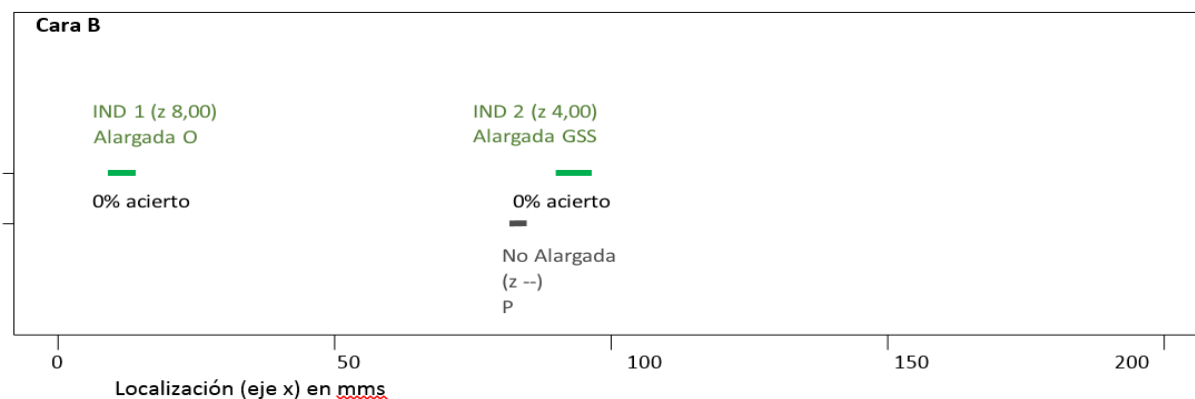 Cara B
IND 1 (z 8,00)
Alargada O
IND 2 (z 4,00)
Alargada GSS
0% acierto
0% acierto
No Alargada
(z --)
P
0
50
100
150
200
Localización (eje x) en mms